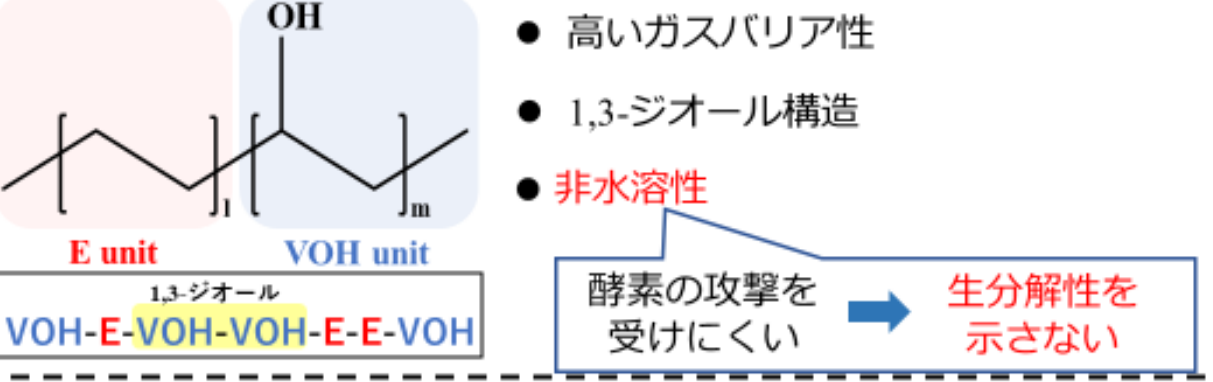 OH
l
m
E unit
VOH unit
1,3-ジオール
VOH-E-VOH-VOH-E-E-VOH
● 高いガスバリア性
● 1,3-ジオール構造
● 非水溶性
酵素の攻撃を
受けにくい
生分解性を
示さない